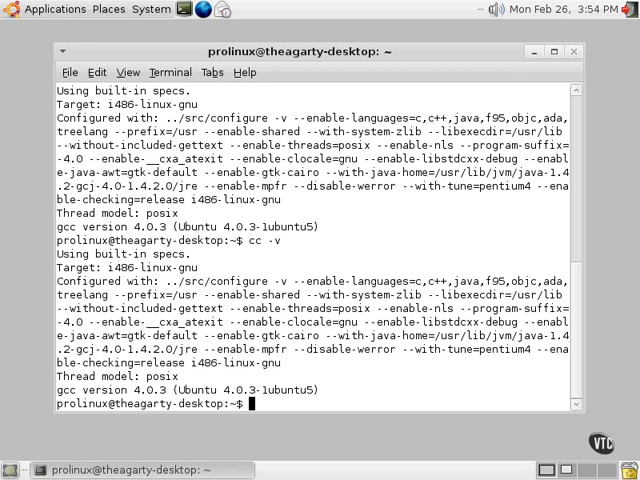 Applications Places System
Mon Feb 26, 3:54 PM
prolinux@theagarty-desktop: ~
File Edit View Terminal Tabs Help
Using built-in specs.
Target: i486-linux-gnu
Configured with: ../src/configure -v --enable-languages=c,c++,java,f95,objc,ada,
treelang --prefix=/usr --enable-shared --with-system-zlib --libexecdir=/usr/lib
--without-included-gettext --enable-threads=posix --enable-nls --program-suffix=
-4.0 --enable-__cxa_atexit --enable-clocale=gnu --enable-libstdcxx-debug --enabl
e-java-awt=gtk-default --enable-gtk-cairo --with-java-home=/usr/lib/jvm/java-1.4
.2-gcj-4.0-1.4.2.0/jre --enable-mpfr --disable-werror --with-tune=pentium4 --ena
ble-checking=release i486-linux-gnu
Thread model: posix
gcc version 4.0.3 (Ubuntu 4.0.3-1ubuntu5)
prolinux@theagarty-desktop:~$ cc -v
Using built-in specs.
Target: i486-linux-gnu
Configured with: ../src/configure -v --enable-languages=c,c++,java,f95,objc,ada,
treelang --prefix=/usr --enable-shared --with-system-zlib --libexecdir=/usr/lib
--without-included-gettext --enable-threads=posix --enable-nls --program-suffix=
-4.0 --enable-__cxa_atexit --enable-clocale=gnu --enable-libstdcxx-debug --enabl
e-java-awt=gtk-default --enable-gtk-cairo --with-java-home=/usr/lib/jvm/java-1.4
.2-gcj-4.0-1.4.2.0/jre --enable-mpfr --disable-werror --with-tune=pentium4 --ena
ble-checking=release i486-linux-gnu
Thread model: posix
gcc version 4.0.3 (Ubuntu 4.0.3-1ubuntu5)
prolinux@theagarty-desktop:~$
VTC
prolinux@theagarty-desktop: ~